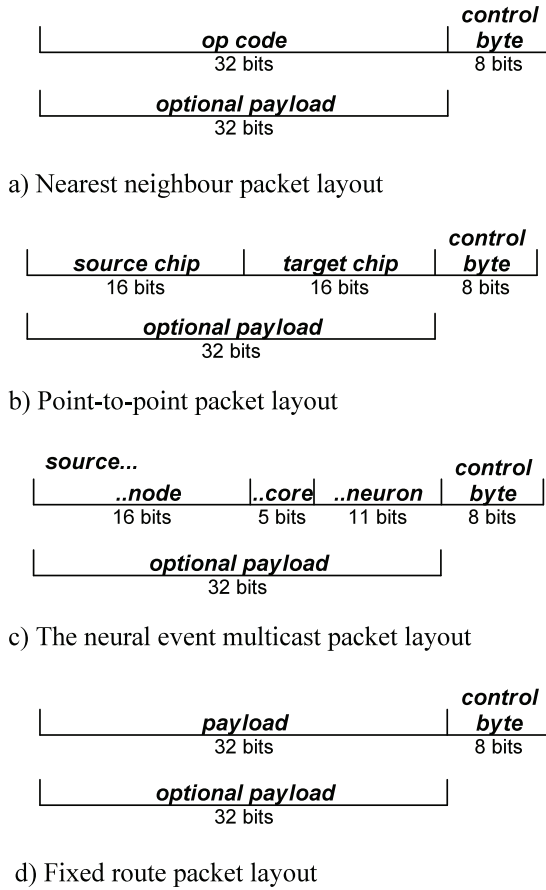 control
op code byte
32 bits 8 bits
optional payload
32 bits
a) Nearest neighbour packet layout
control
source chip target chip byte
16 bits 16 bits 8 bits
optional payload
32 bits
b) Point-to-point packet layout
source... control
..node ..core ..neuron byte
16 bits 5 bits 11 bits 8 bits
optional payload
32 bits
c) The neural event multicast packet layout
control
payload byte
32 bits 8 bits
optional payload
32 bits
d) Fixed route packet layout